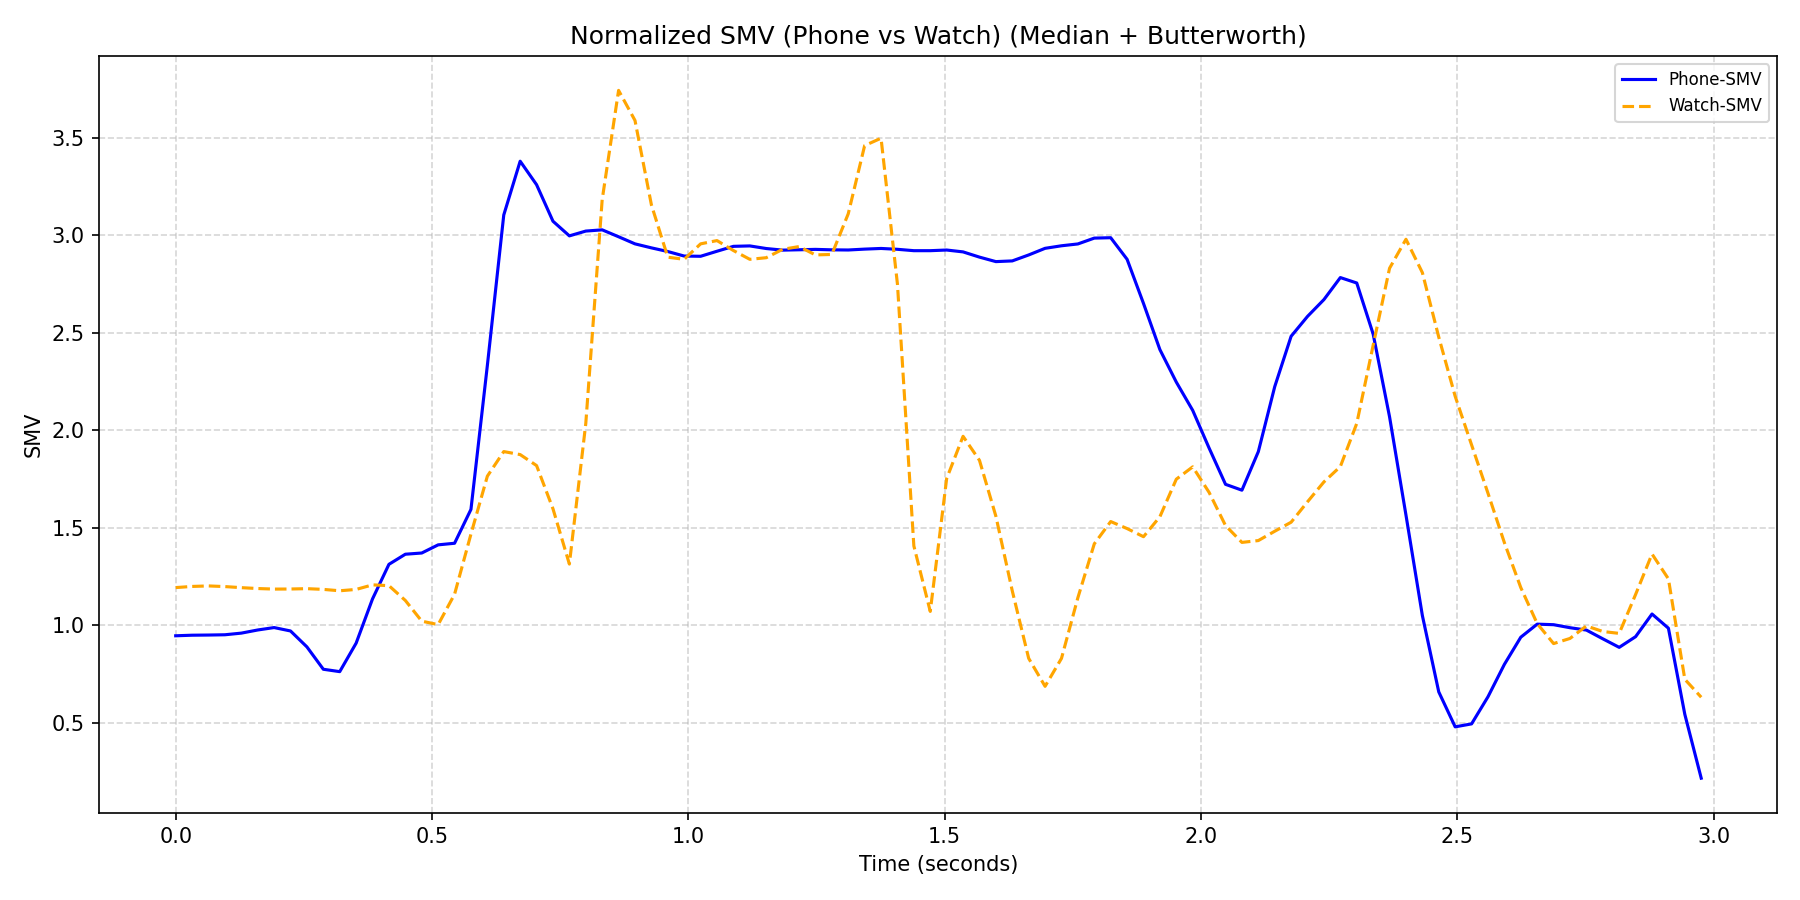 Normalized SMV (Phone vs Watch) (Median + Butterworth)
Phone-SMV
Watch-SMV
SMV
3.5
3.0
2.5
2.0
1.5
1.0
0.5
0.0 0.5 1.0 1.5 2.0 2.5 3.0
Time (seconds)